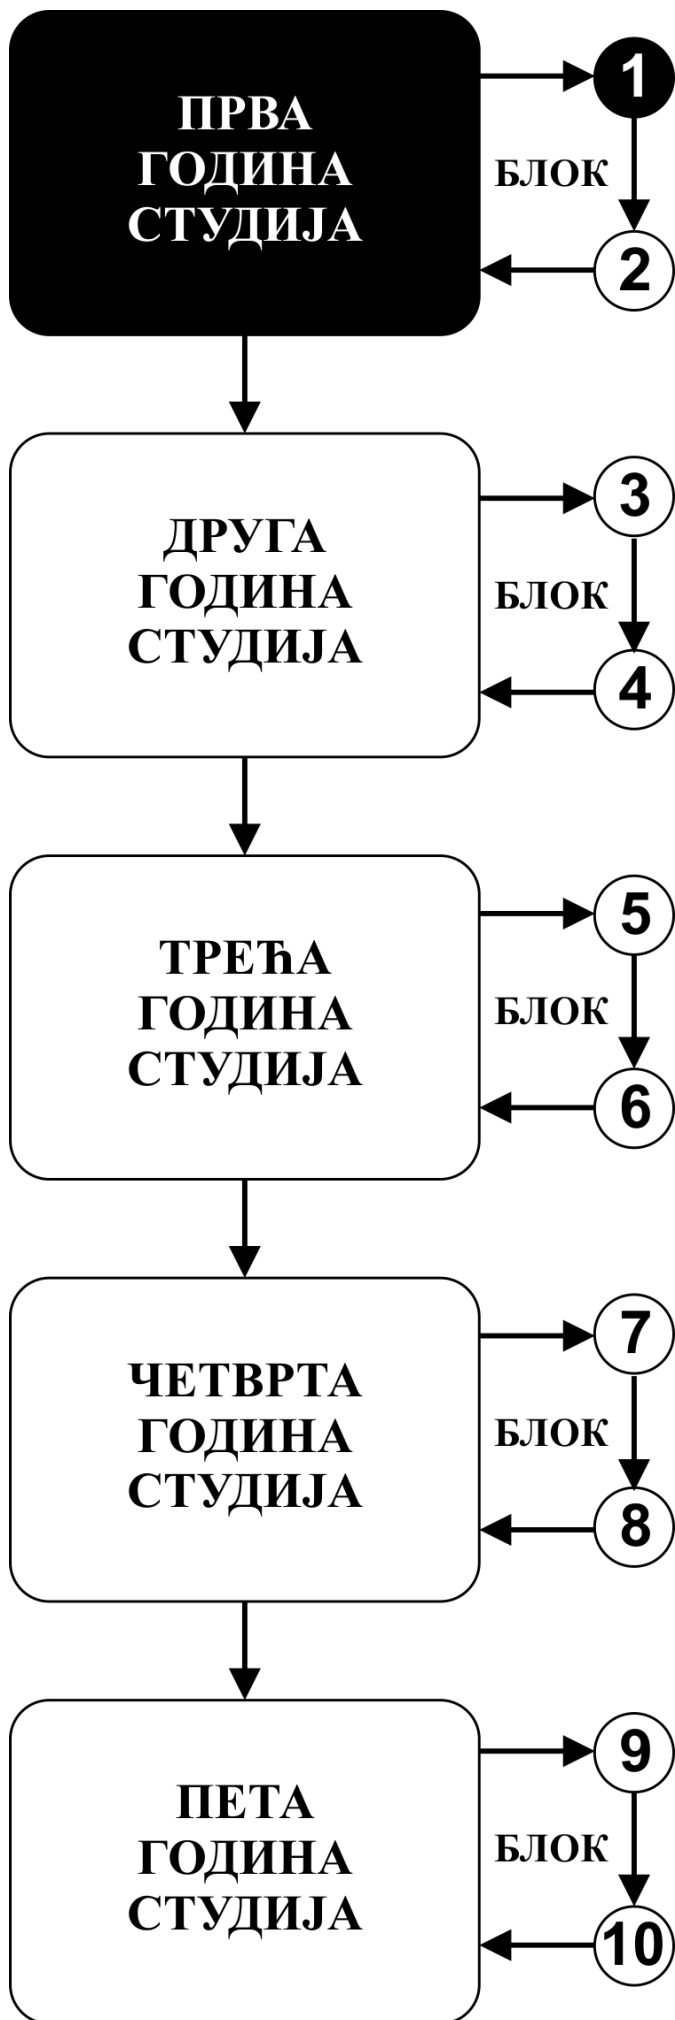 ПРВА
ГОДИНА
СТУДИЈА
1
БЛОК
2
ДРУГА
ГОДИНА
СТУДИЈА
3
БЛОК
4
ТРЕЋА
ГОДИНА
СТУДИЈА
5
БЛОК
6
ЧЕТВРТА
ГОДИНА
СТУДИЈА
7
БЛОК
8
ПЕТА
ГОДИНА
СТУДИЈА
9
БЛОК
10